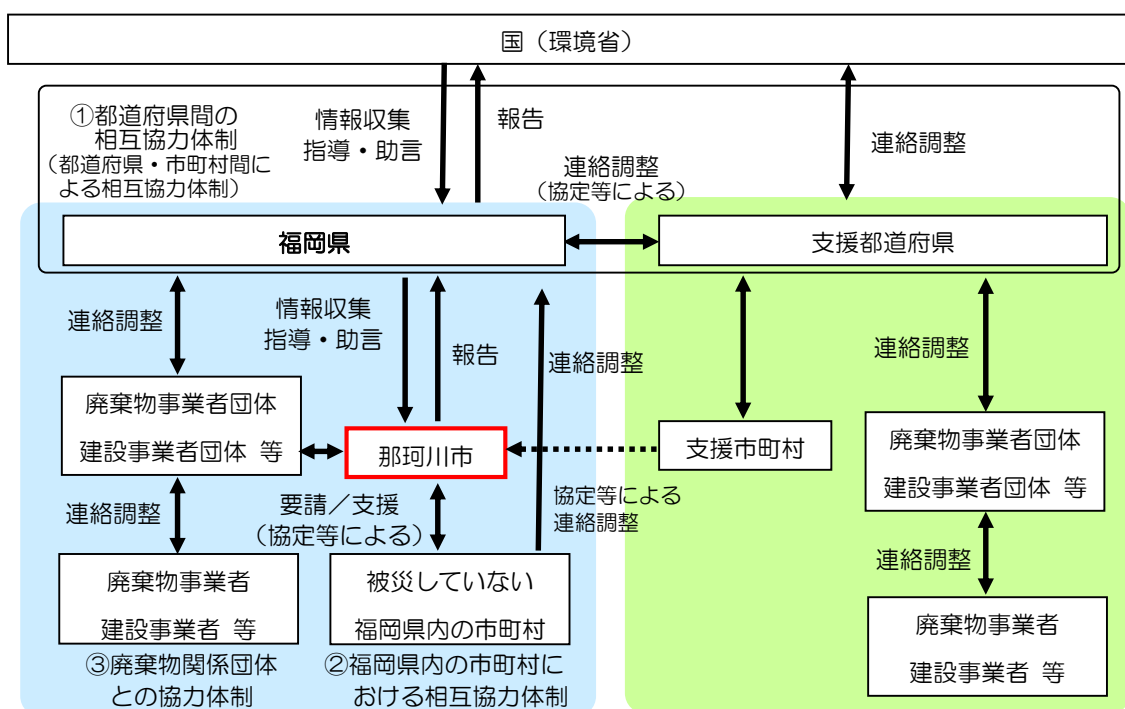 国（環境省）
①都道府県間の
相互協力体制
（都道府県・市町村間に
よる相互協力体制）
情報収集
指導・助言
報告
連絡調整
（協定等による）
連絡調整
福岡県
支援都道府県
連絡調整
情報収集
指導・助言
報告
連絡調整
連絡調整
廃棄物事業者団体
建設事業者団体 等
那珂川市
支援市町村
廃棄物事業者団体
建設事業者団体 等
連絡調整
要請／支援
（協定等による）
協定等による
連絡調整
連絡調整
廃棄物事業者
建設事業者 等
被災していない
福岡県内の市町村
廃棄物事業者
建設事業者 等
③廃棄物関係団体
との協力体制
②福岡県内の市町村に
おける相互協力体制